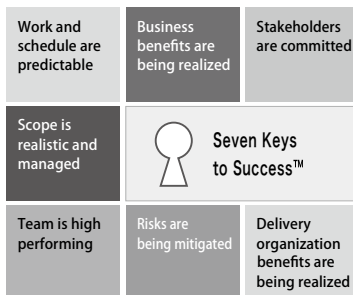 Work and
schedule are
predictable
Business
benefits are
being realized
Stakeholders
are committed
Scope is
realistic and
managed
Seven Keys
to Success™
Team is high
performing
Risks are
being mitigated
Delivery
organization
benefits are
being realized